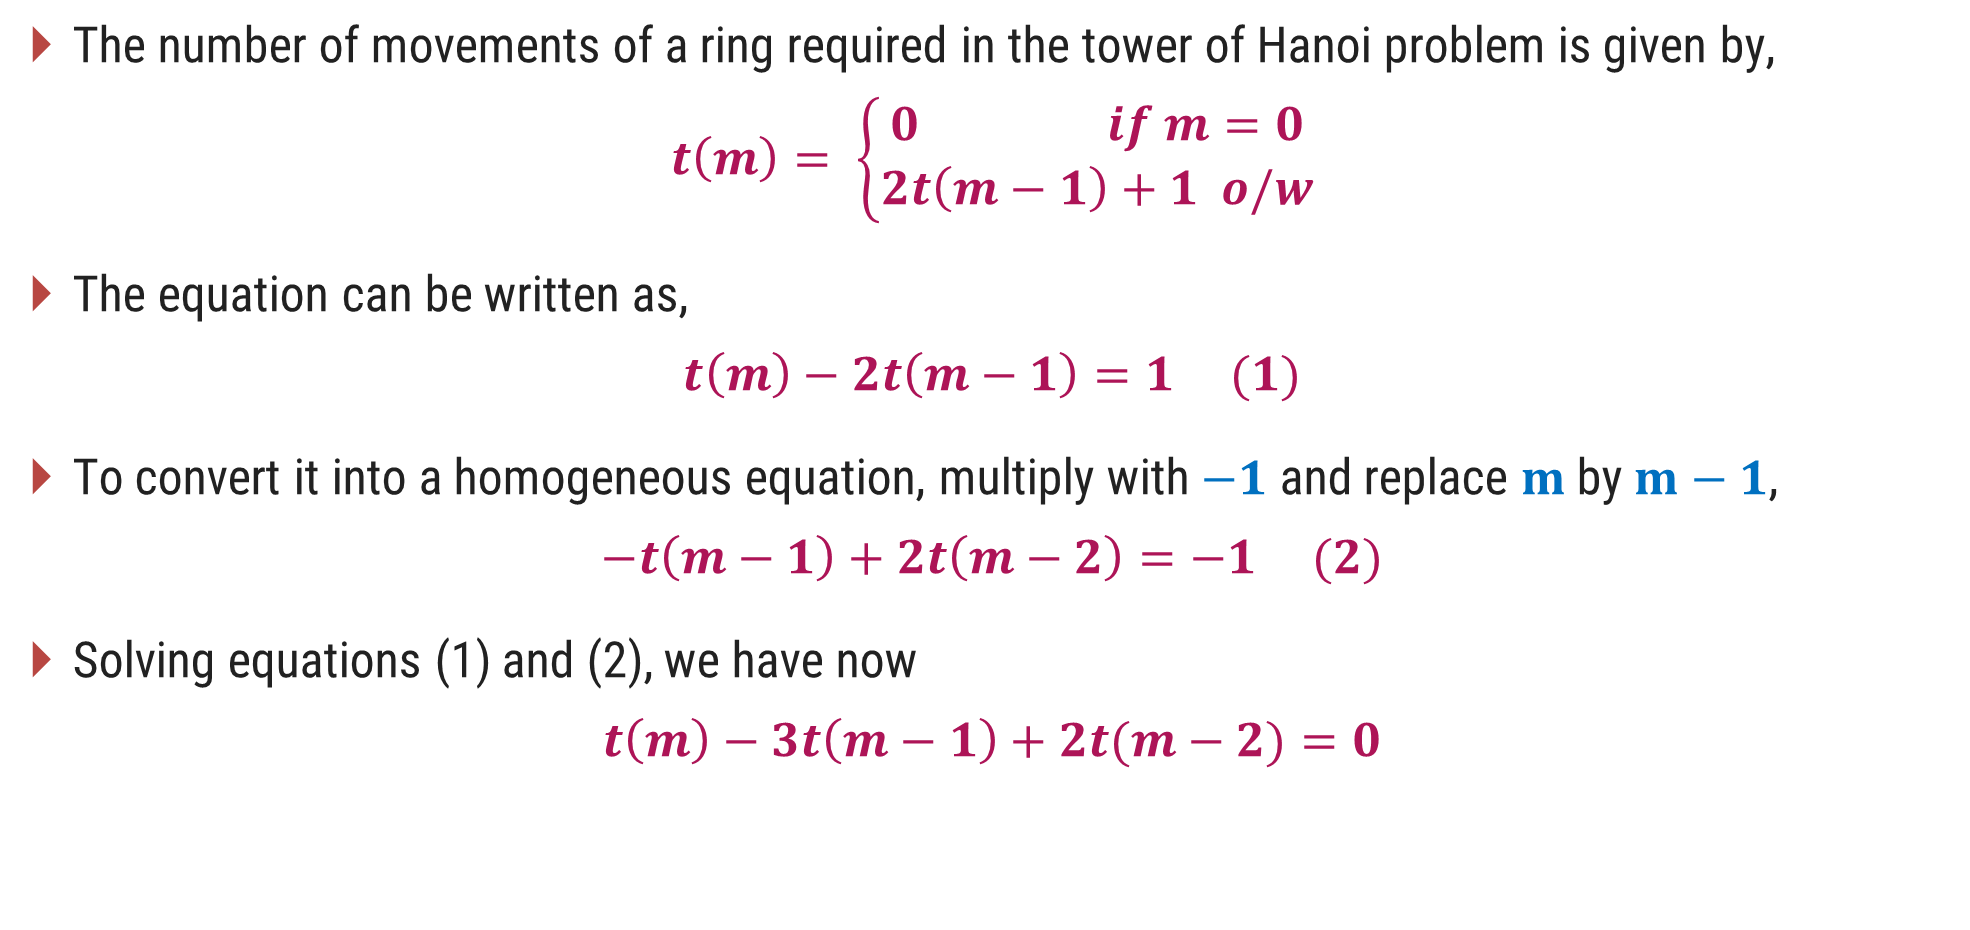 The number of movements of a ring required in the tower of Hanoi problem is given by,
t(m) = { 0 if m = 0
2t(m − 1) + 1 o/w
The equation can be written as,
t(m) − 2t(m − 1) = 1 (1)
To convert it into a homogeneous equation, multiply with −1 and replace m by m − 1,
−t(m − 1) + 2t(m − 2) = −1 (2)
Solving equations (1) and (2), we have now
t(m) − 3t(m − 1) + 2t(m − 2) = 0